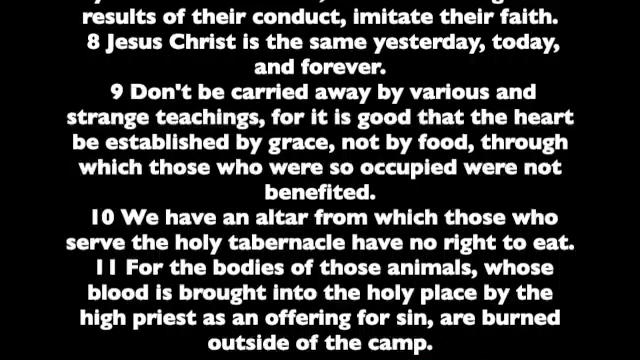 results of their conduct, imitate their faith.
8 Jesus Christ is the same yesterday, today,
and forever.
9 Don't be carried away by various and
strange teachings, for it is good that the heart
be established by grace, not by food, through
which those who were so occupied were not
benefited.
10 We have an altar from which those who
serve the holy tabernacle have no right to eat.
11 For the bodies of those animals, whose
blood is brought into the holy place by the
high priest as an offering for sin, are burned
outside of the camp.